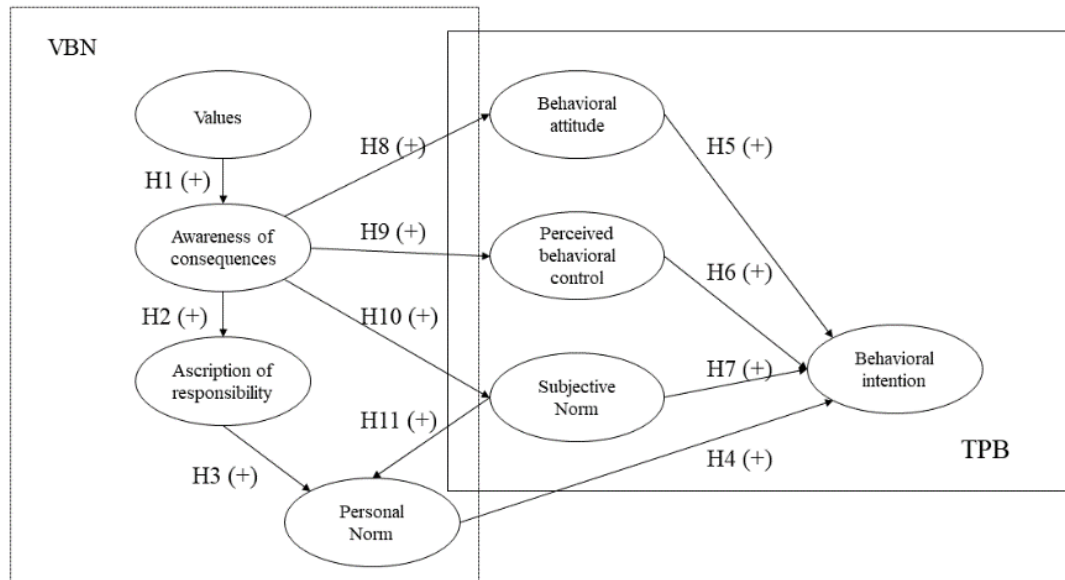 VBN
Values
H1 (+)
Awareness of
consequences
H2 (+)
Ascription of
responsibility
H3 (+)
Personal
Norm
H8 (+)
H9 (+)
H10 (+)
H11 (+)
Behavioral
attitude
Perceived
behavioral
control
Subjective
Norm
H5 (+)
H6 (+)
H7 (+)
H4 (+)
Behavioral
intention
TPB